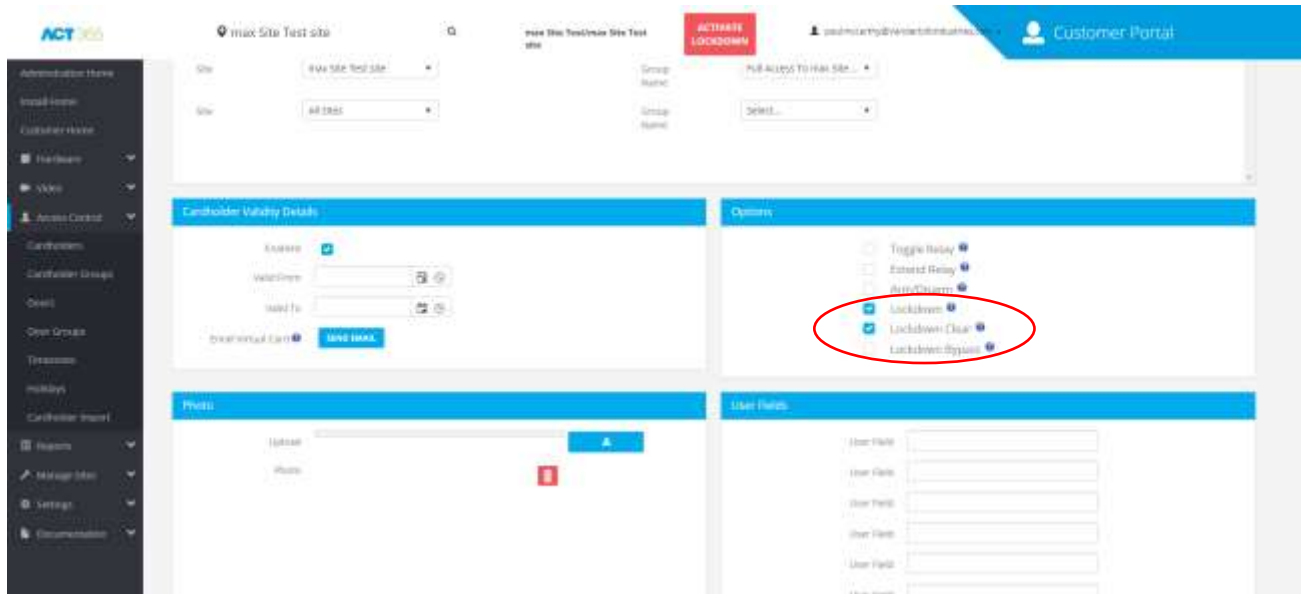 ACT 365
max Site Test site
max Site Test/max Site Test
site
ACTIVATE
LOCKDOWN
Customer Portal
Administration Home
Install Home
Customer Home
Hardware
Video
Access Control
Cardholders
Cardholder Groups
Doors
Door Groups
Timezones
Holidays
Cardholder Import
Reports
Manage Sites
Settings
Documentation
Site
max Site Test site
Group
Name
Full Access To max Site...
Site
All Sites
Group
Name
Select...
Cardholder Validity Details
Enabled
Valid From
Valid To
Email Virtual Card
SEND EMAIL
Options
Toggle Relay
Extend Relay
Arm/Disarm
Lockdown
Lockdown Clear
Lockdown Bypass
Photo
Upload
Photo
User Fields
User Field
User Field
User Field
User Field
User Field